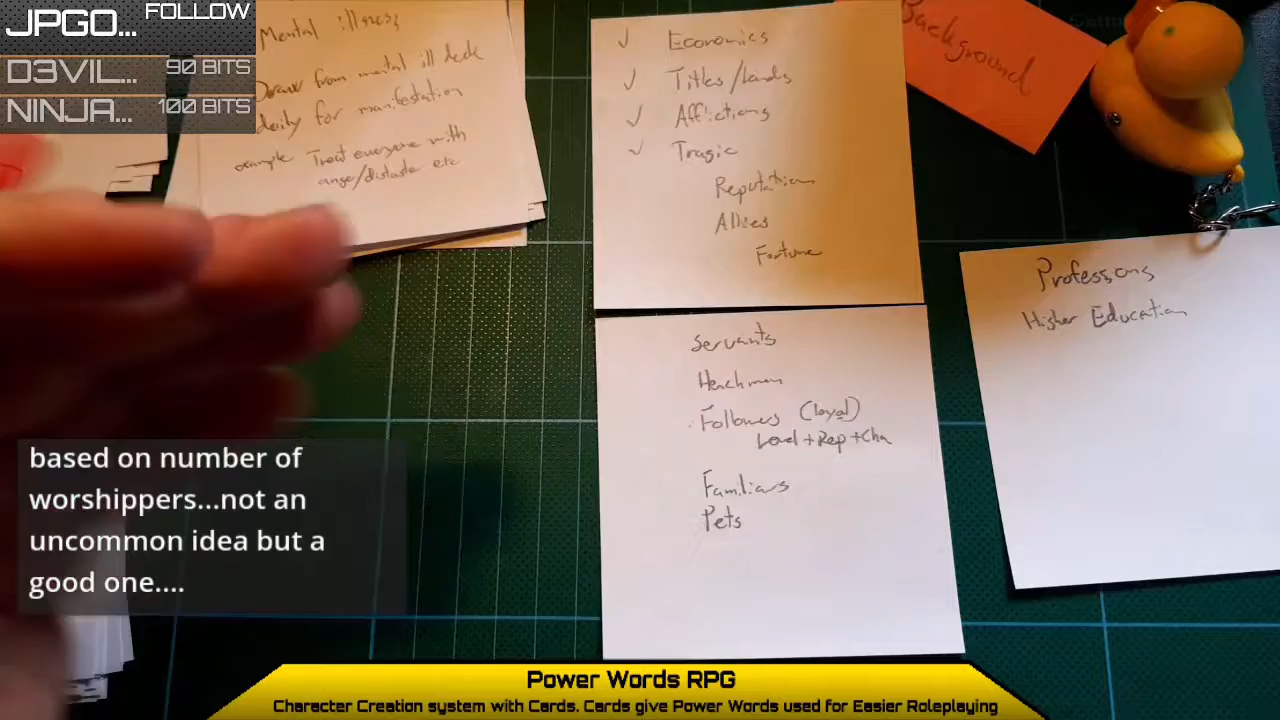 FOLLOW
JPGO...
90 BITS
D3VIL...
100 BITS
NINJA...
Mental illness
Draw from mental ill deck
daily for manifestation
example Treat everyone with
anger/distaste etc
✓ Economics
✓ Titles/Lands
✓ Afflictions
✓ Tragic
Reputation
Allies
Fortune
Background
Professions
Higher Education
Servants
Henchmen
Followers (loyal)
Level+Rep+Cha
Familiars
Pets
based on number of
worshippers...not an
uncommon idea but a
good one....
Power Words RPG
Character Creation system with Cards. Cards give Power Words used for Easier Roleplaying